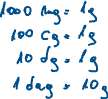 1000 mg = 1g
100 cg = 1g
10 dg = 1g
1 dag = 10g